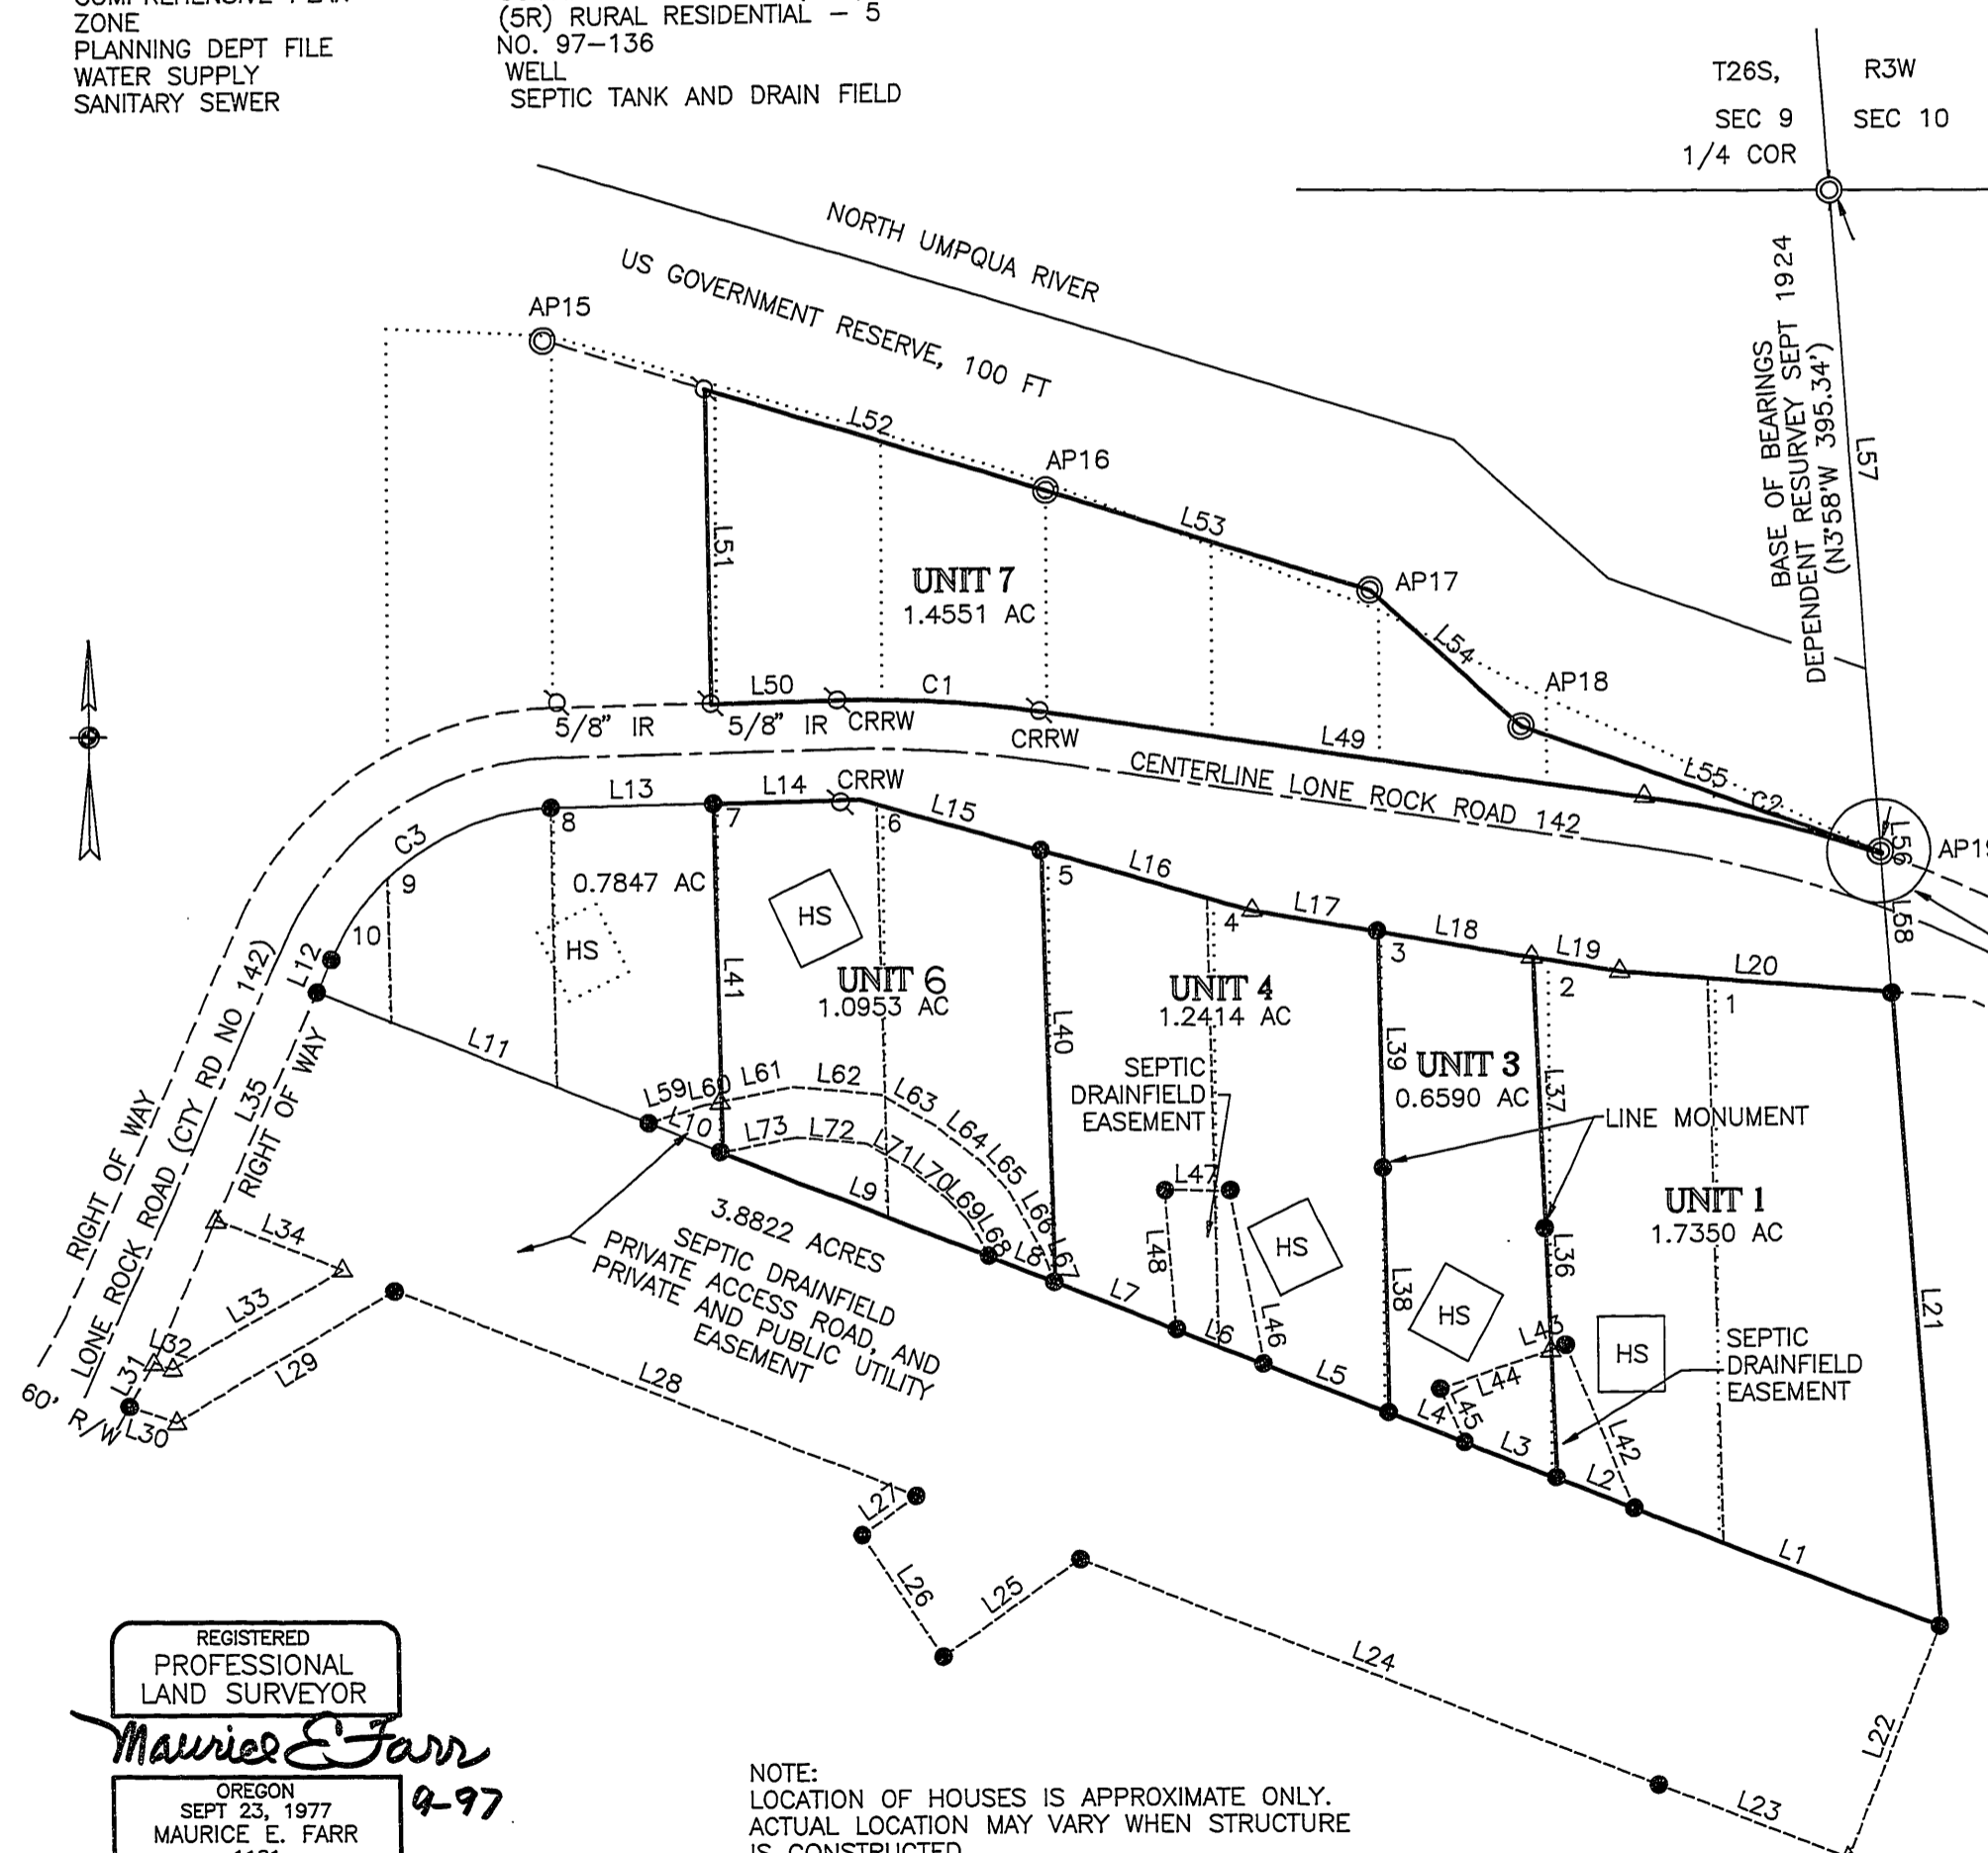 ZONE
PLANNING DEPT FILE
WATER SUPPLY
SANITARY SEWER
(5R) RURAL RESIDENTIAL – 5
NO. 97–136
WELL
SEPTIC TANK AND DRAIN FIELD
T26S, R3W
SEC 9 SEC 10
1/4 COR
NORTH UMPQUA RIVER
US GOVERNMENT RESERVE, 100 FT
BASE OF BEARINGS
DEPENDENT RESURVEY SEPT 1924
(N3°58'W 395.34')
L57
AP15
L52
AP16
L53
AP17
L54
AP18
L55
C2
L56
AP19
L58
L51
UNIT 7
1.4551 AC
L50
C1
L49
5/8" IR
5/8" IR
CRRW
CRRW
CENTERLINE LONE ROCK ROAD 142
CRRW
L13
L14
L15
L16
L17
L18
L19
L20
C3
10
9
8
7
6
5
4
3
2
1
0.7847 AC
HS
HS
L12
L11
L41
UNIT 6
1.0953 AC
L40
UNIT 4
1.2414 AC
SEPTIC
DRAINFIELD
EASEMENT
L39
UNIT 3
0.6590 AC
L37
LINE MONUMENT
UNIT 1
1.7350 AC
L21
L59
L60
L61
L62
L63
L64
L65
L66
L67
L10
L73
L72
L71
L70
L69
L68
L9
L8
L7
L6
L5
L4
L3
L2
L1
L47
L48
L46
HS
L38
HS
L36
L43
L44
L45
L42
HS
SEPTIC
DRAINFIELD
EASEMENT
RIGHT OF WAY
LONE ROCK ROAD (CTY RD NO 142)
L35
RIGHT OF WAY
60' R/W
L34
L33
L32
L31
L30
L29
L28
3.8822 ACRES
SEPTIC DRAINFIELD
PRIVATE ACCESS ROAD, AND
PRIVATE AND PUBLIC UTILITY
EASEMENT
L27
L26
L25
L24
L23
L22
REGISTERED
PROFESSIONAL
LAND SURVEYOR
Maurice E Farr
9-97
OREGON
SEPT 23, 1977
MAURICE E. FARR
NOTE:
LOCATION OF HOUSES IS APPROXIMATE ONLY.
ACTUAL LOCATION MAY VARY WHEN STRUCTURE
IS CONSTRUCTED